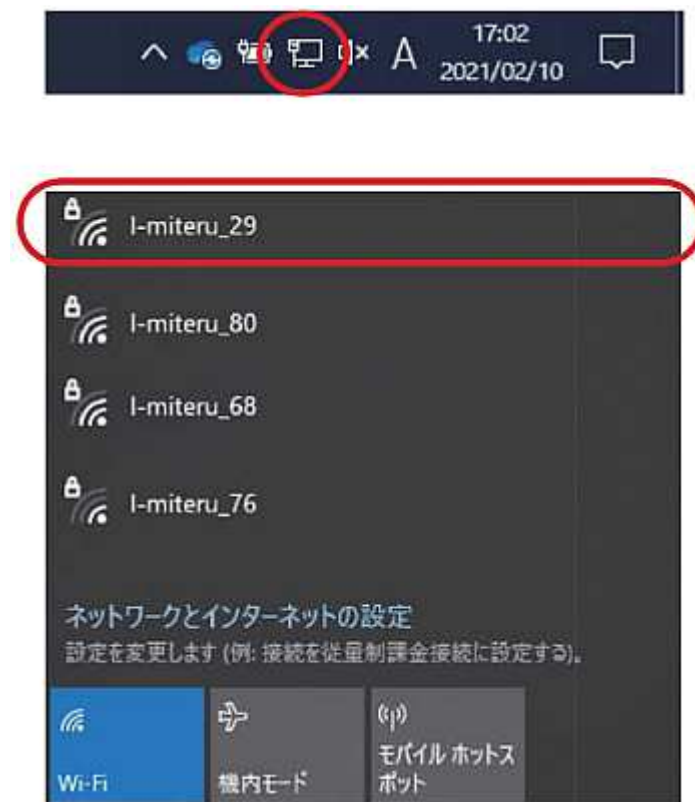 A
17:02
2021/02/10
I-miteru_29
I-miteru_80
I-miteru_68
I-miteru_76
ネットワークとインターネットの設定
設定を変更します (例: 接続を従量制課金接続に設定する)。
Wi-Fi
機内モード
モバイル ホットス
ポット